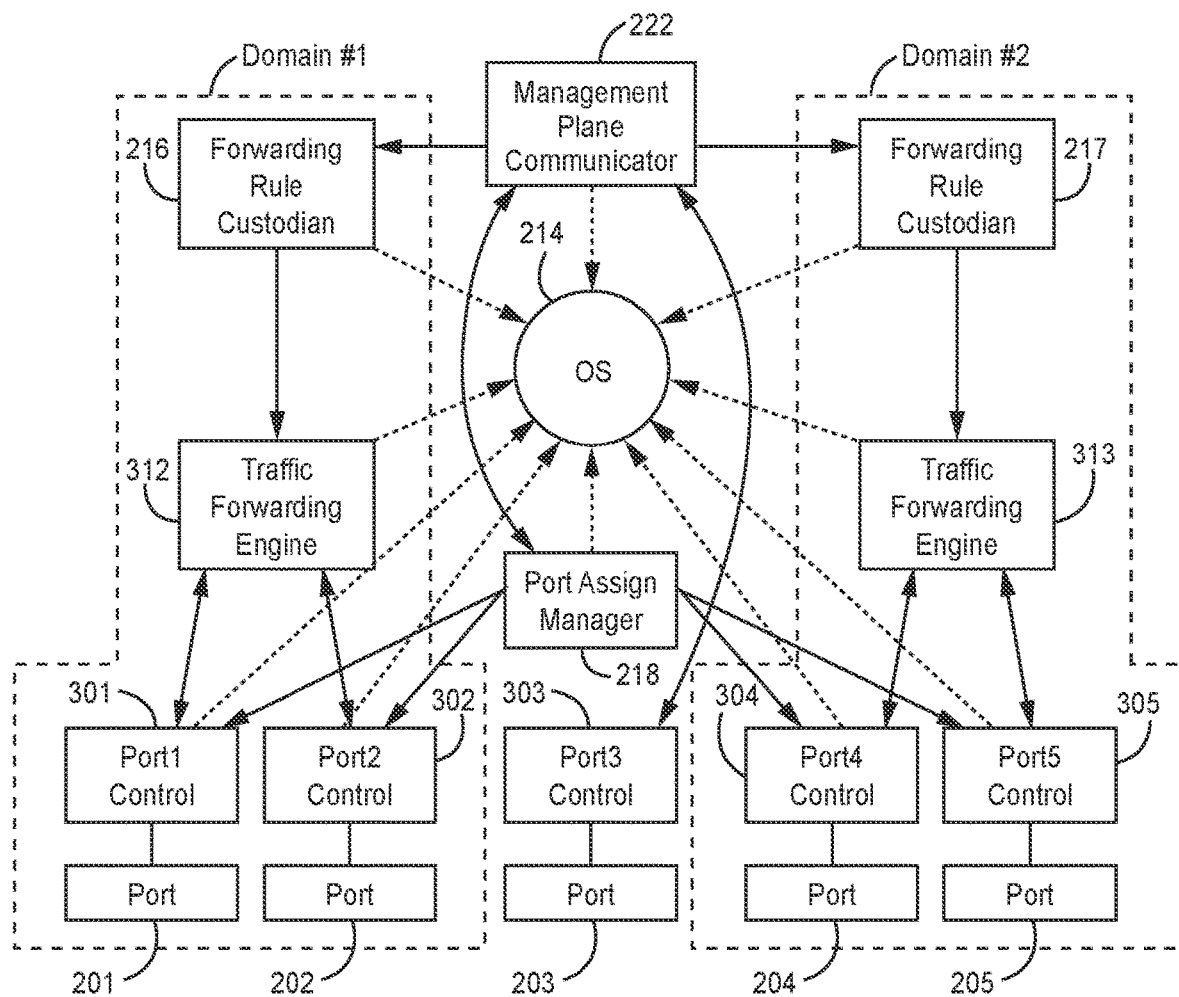 222
Domain #1
Domain #2
Management
Plane
Communicator
216
Forwarding
Rule
Custodian
217
Forwarding
Rule
Custodian
214
OS
312
Traffic
Forwarding
Engine
313
Traffic
Forwarding
Engine
Port Assign
Manager
218
301
302
303
304
305
Port1
Control
Port2
Control
Port3
Control
Port4
Control
Port5
Control
Port
Port
Port
Port
Port
201
202
203
204
205